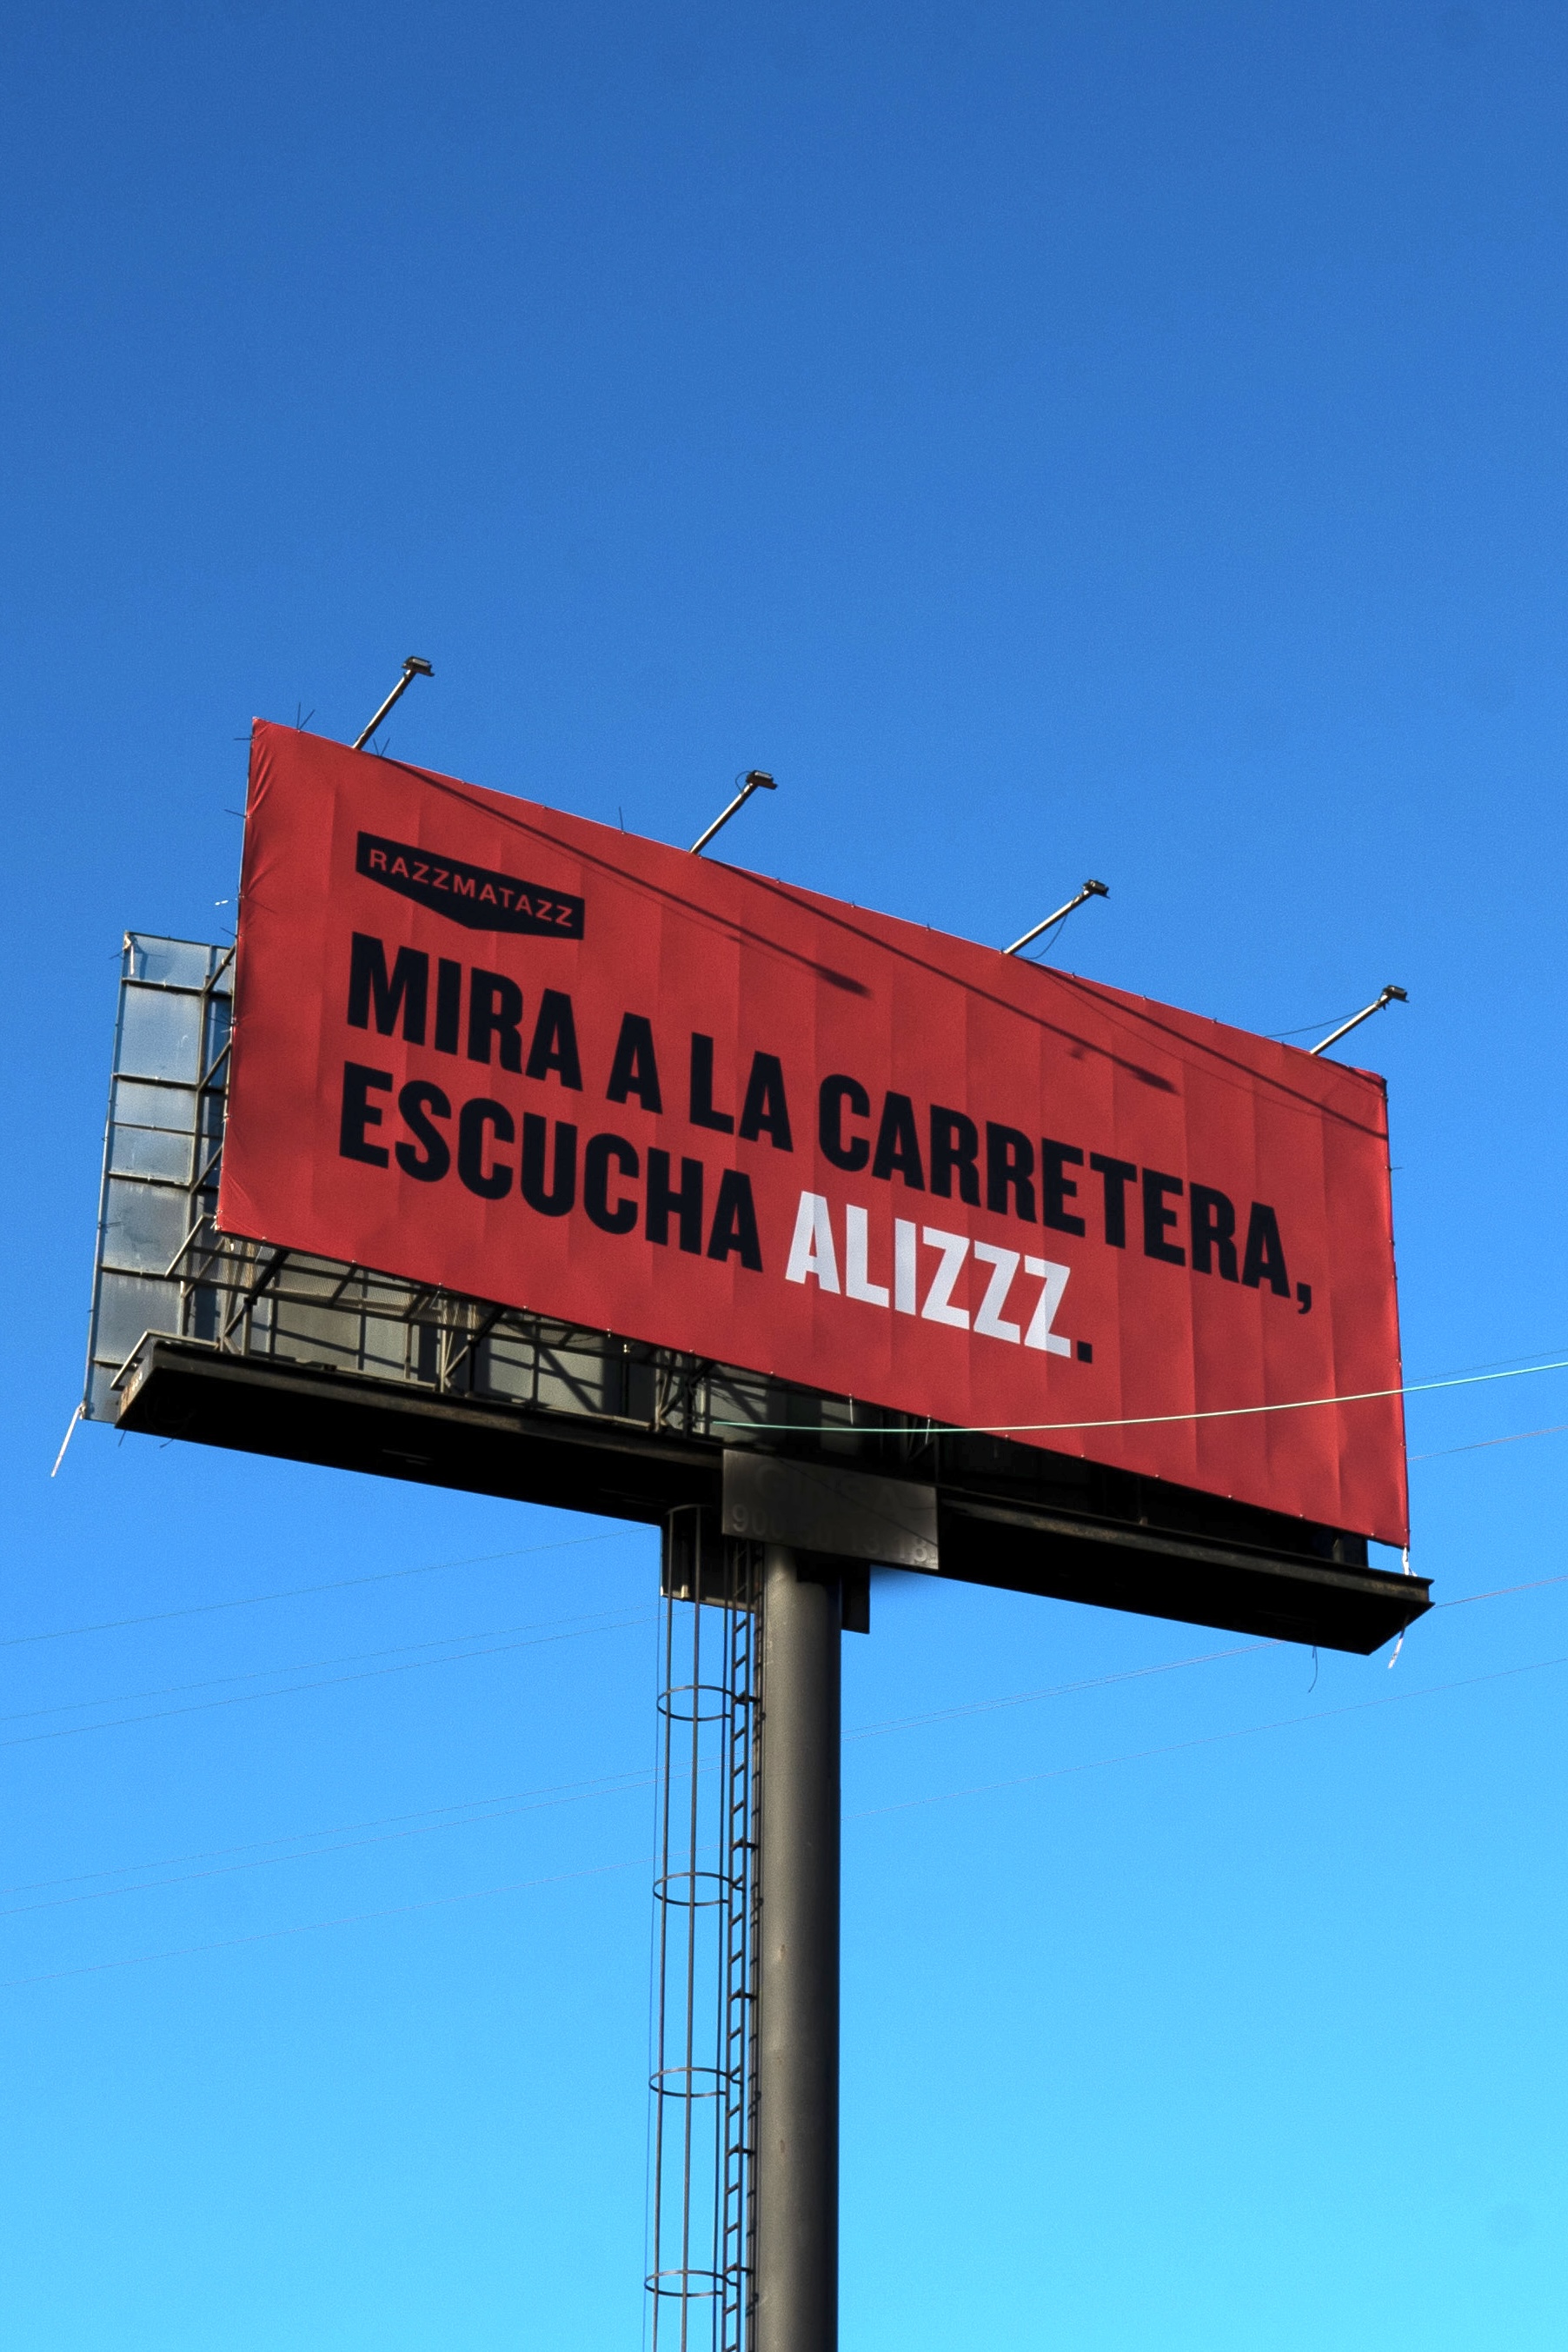 RAZZMATAZZ
MIRA A LA CARRETERA,
ESCUCHA ALIZZZ.